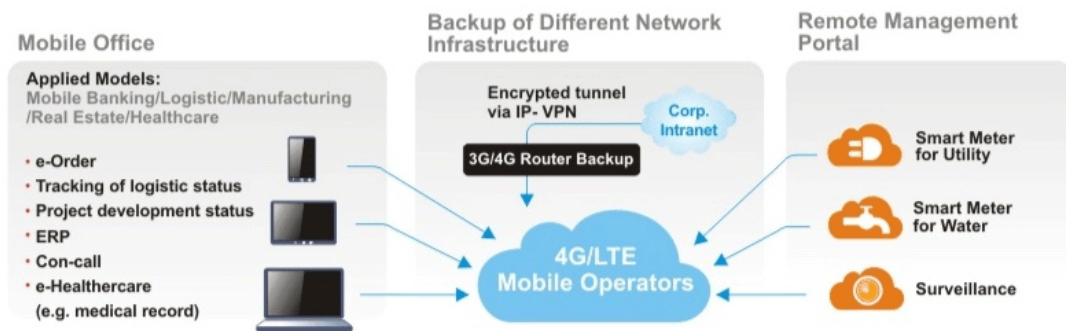 Mobile Office
Applied Models:
Mobile Banking/Logistic/Manufacturing
/Real Estate/Healthcare
• e-Order
• Tracking of logistic status
• Project development status
• ERP
• Con-call
• e-Healthercare
(e.g. medical record)
Backup of Different Network
Infrastructure
Encrypted tunnel
via IP- VPN
Corp.
Intranet
3G/4G Router Backup
4G/LTE
Mobile Operators
Remote Management
Portal
Smart Meter
for Utility
Smart Meter
for Water
Surveillance